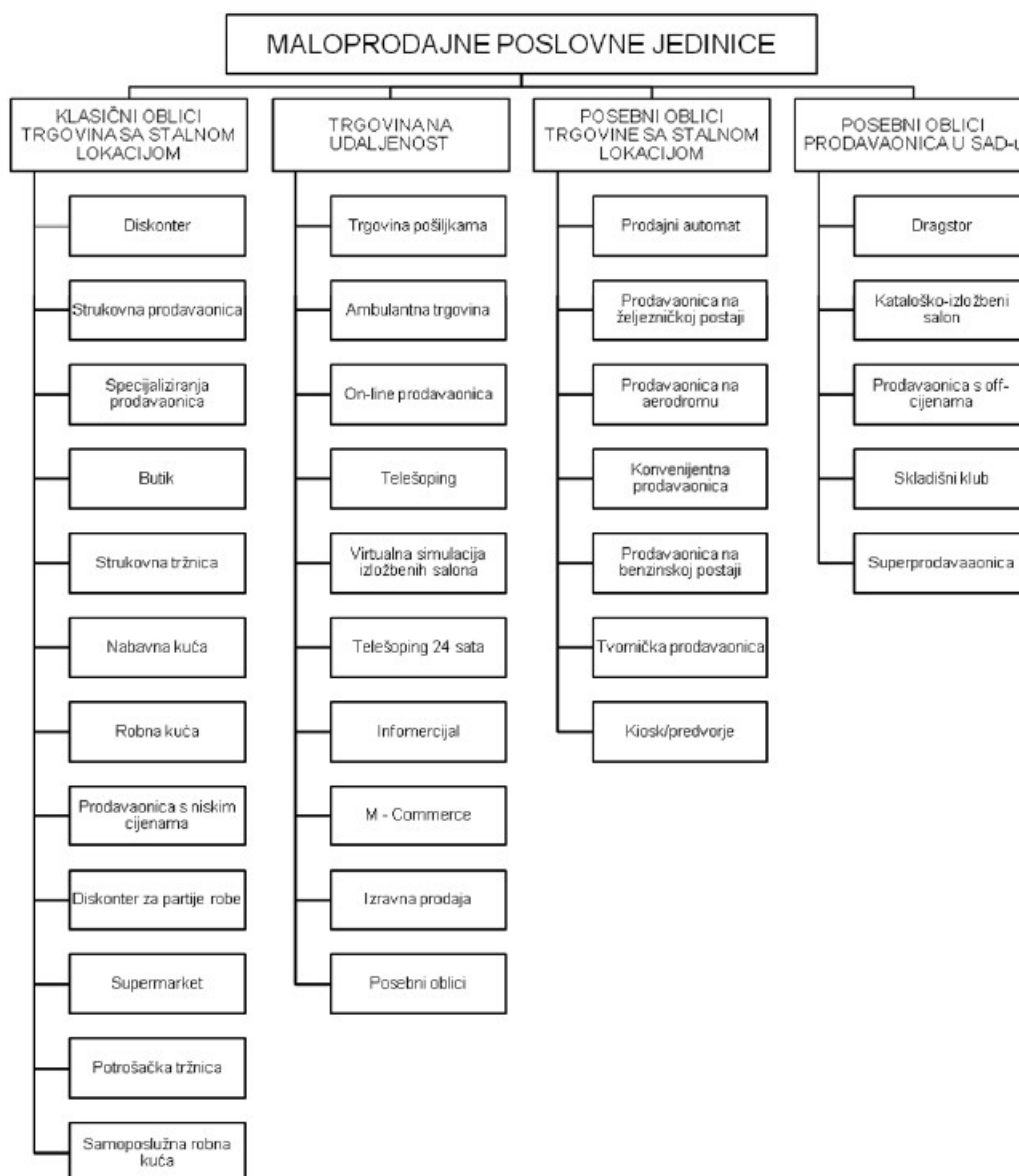 MALOPRODAJNE POSLOVNE JEDINICE
KLASIČNI OBLICI
TRGOVINA SA STALNOM
LOKACIJOM
Diskonter
Strukovna prodavaonica
Specijaliziranja
prodavaonica
Butik
Strukovna tržnica
Nabavna kuća
Robna kuća
Prodavaonica s niskim
cijenama
Diskonter za partije robe
Supermarket
Potrošačka tržnica
Samoposlužna robna
kuća
TRGOVINA NA
UDALJENOST
Trgovina pošiljkama
Ambulantna trgovina
On-line prodavaonica
Telešoping
Virtualna simulacija
izložbenih salona
Telešoping 24 sata
Infomercijal
M - Commerce
Izravna prodaja
Posebni oblici
POSEBNI OBLICI
TRGOVINE SA STALNOM
LOKACIJOM
Prodajni automat
Prodavaonica na
željezničkoj postaji
Prodavaonica na
aerodromu
Konvenijentna
prodavaonica
Prodavaonica na
benzinskoj postaji
Tvornička prodavaonica
Kiosk/predvorje
POSEBNI OBLICI
PRODAVAONICA U SAD-u
Dragstor
Kataloško-izložbeni
salon
Prodavaonica s off-
cijenama
Skladišni klub
Superprodavaaonica